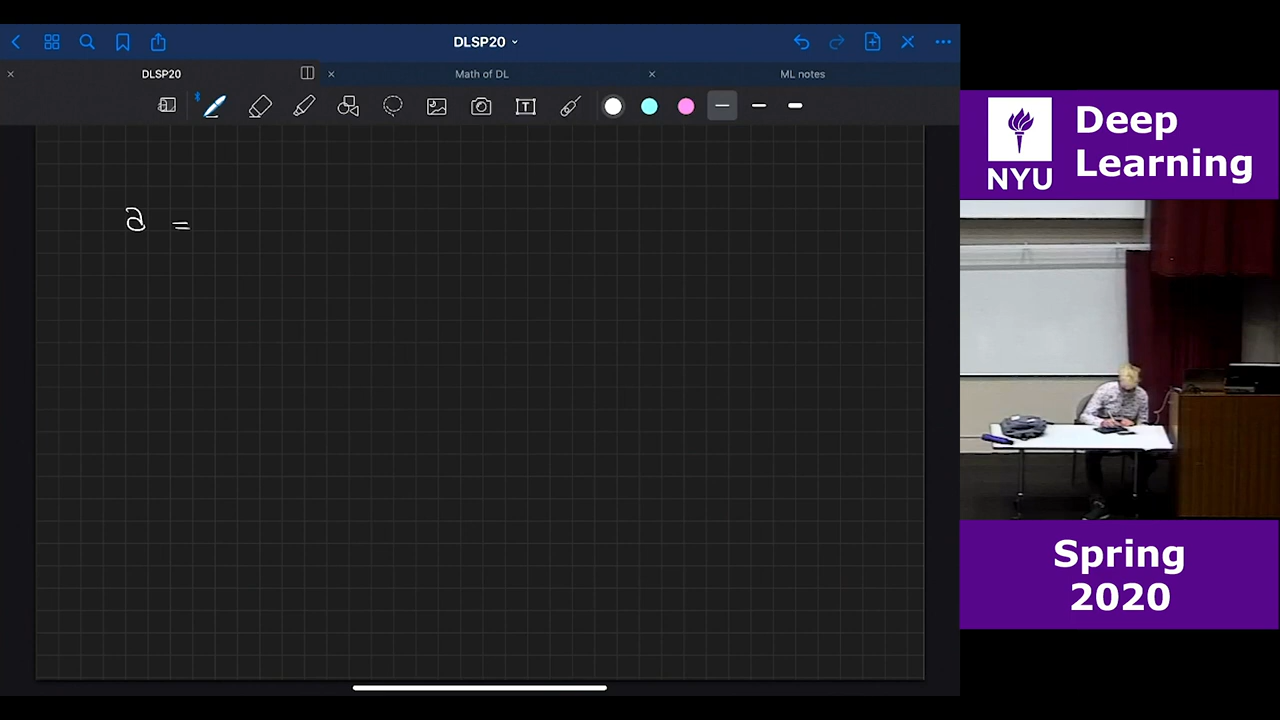 DLSP20
DLSP20
Math of DL
ML notes
T
a =
NYU
Deep
Learning
Spring
2020